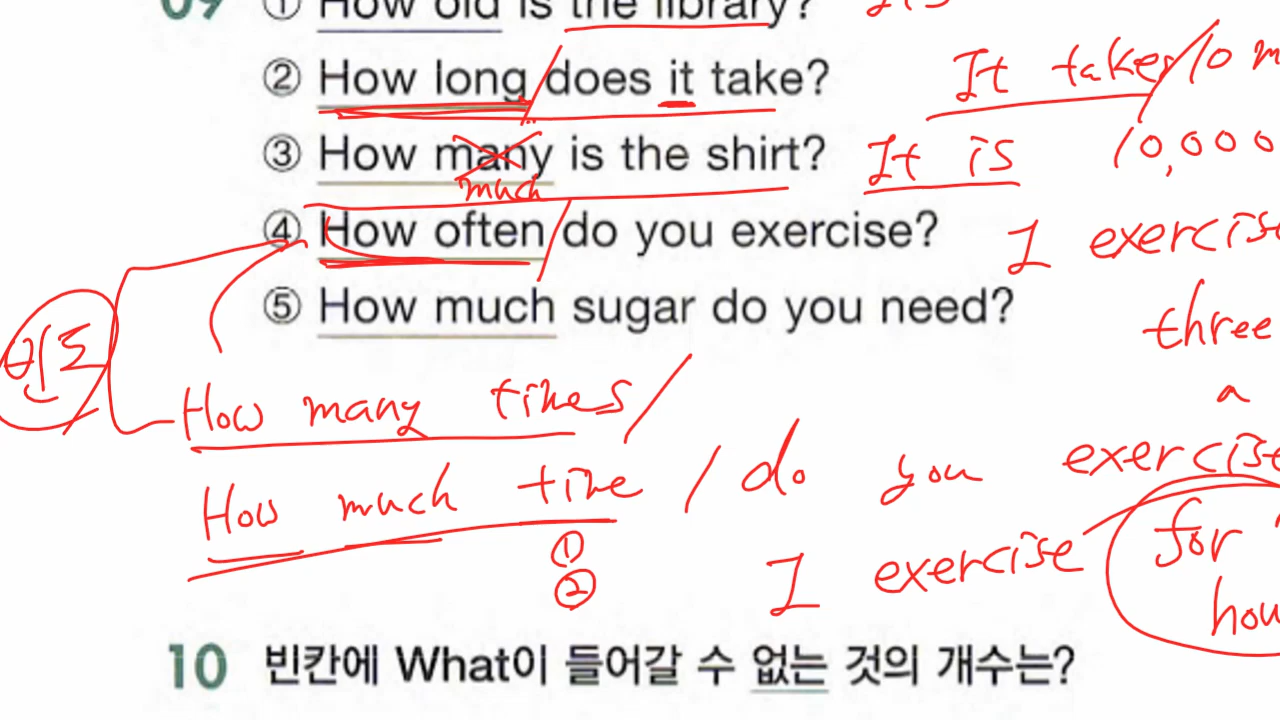 09 ① How old is the library?
② How long does it take? It takes 10 m
③ How many is the shirt? It is 10,000
much
④ How often do you exercise? I exercise
three
⑤ How much sugar do you need?
빈도
a
How many times
How much time / do you exercise
①
②
I exercise for
hou
10 빈칸에 What이 들어갈 수 없는 것의 개수는?